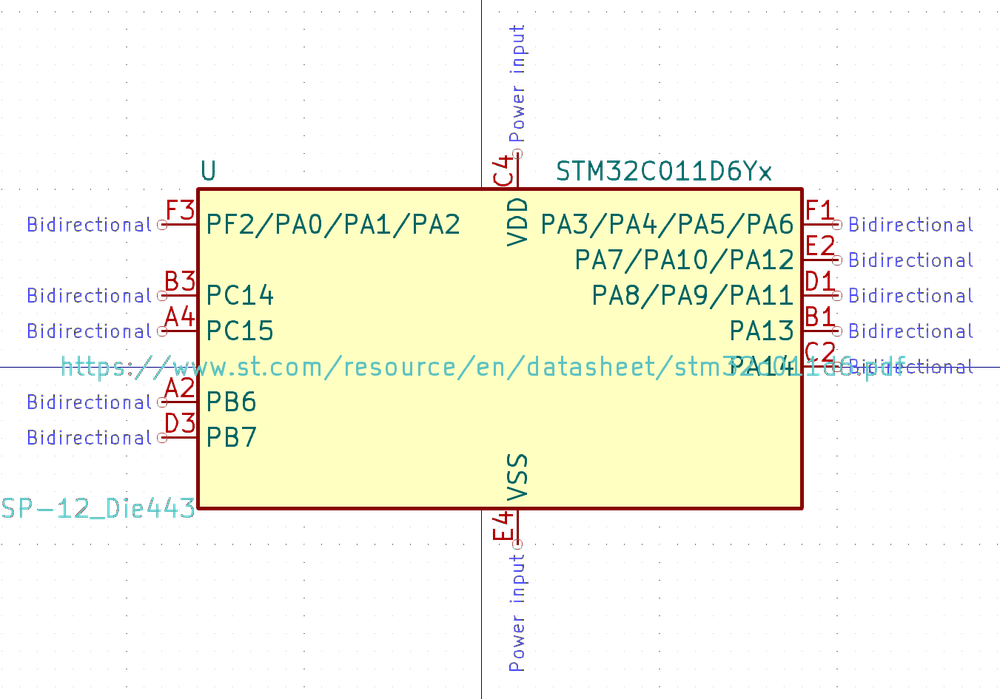 Power input
C4
U
STM32C011D6Yx
VDD
F3
PF2/PA0/PA1/PA2
Bidirectional
PA3/PA4/PA5/PA6
F1
Bidirectional
PA7/PA10/PA12
E2
Bidirectional
Bidirectional
B3
PC14
PA8/PA9/PA11
D1
Bidirectional
Bidirectional
A4
PC15
PA13
B1
Bidirectional
https://www.st.com/resource/en/datasheet/stm32c011d6.pdf
PA14
C2
Bidirectional
Bidirectional
A2
PB6
Bidirectional
D3
PB7
VSS
SP-12_Die443
E4
Power input